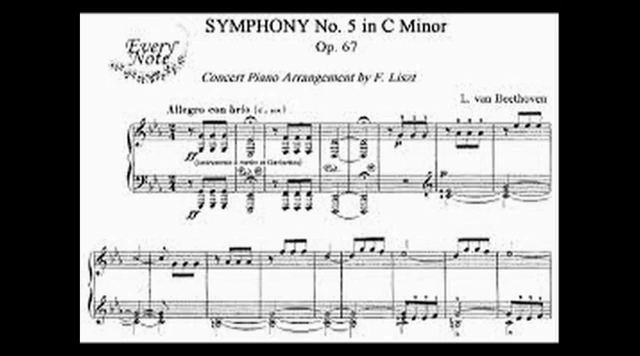 SYMPHONY No. 5 in C Minor
Op. 67
Every
Note
Concert Piano Arrangement by F. Liszt
L. van Beethoven
Allegro con brio
ff
p
ff
p